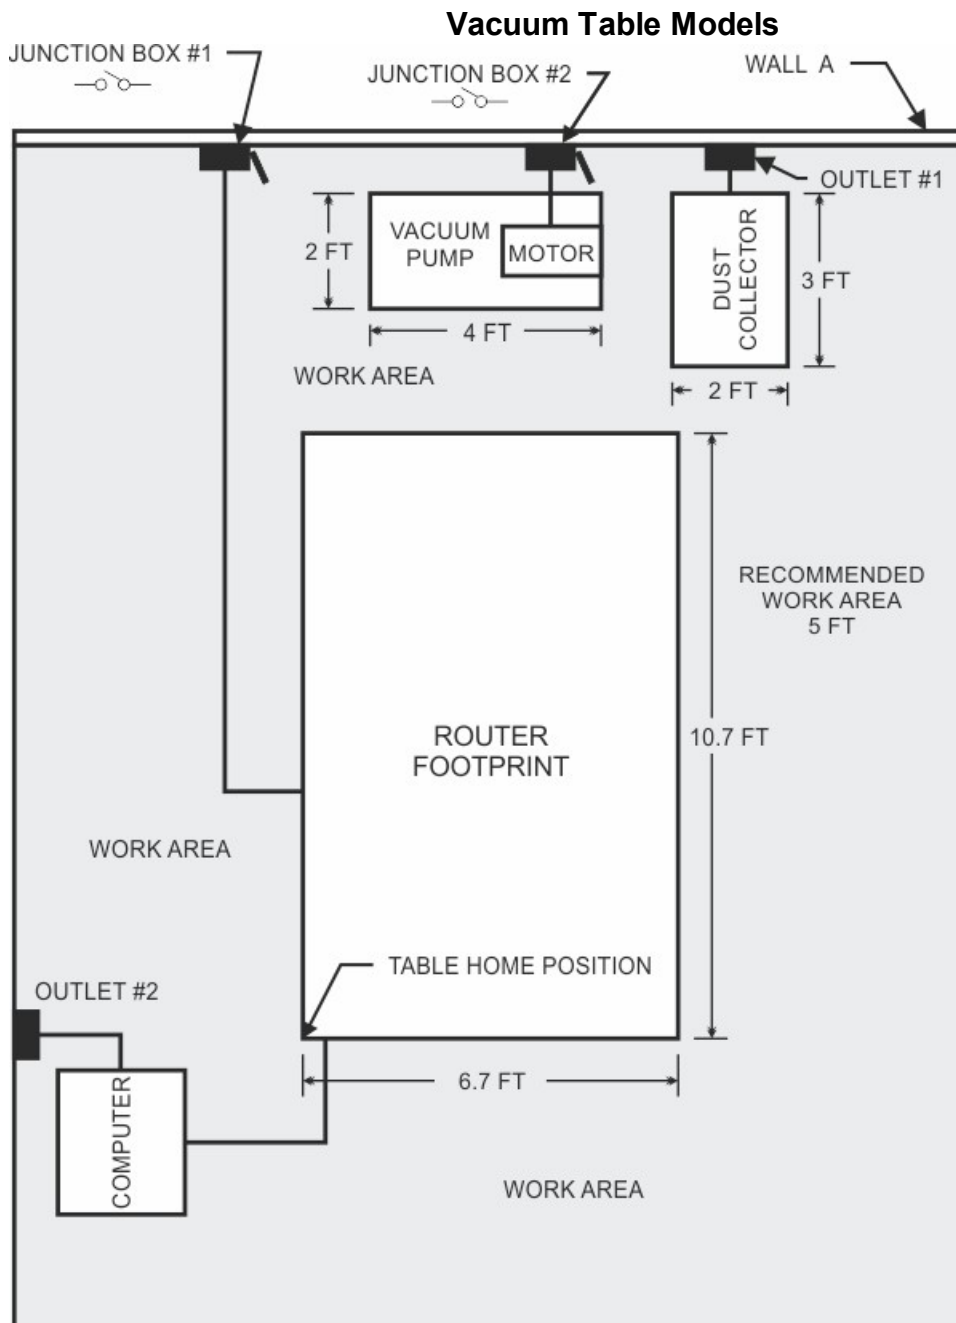 Vacuum Table Models
JUNCTION BOX #1
JUNCTION BOX #2
WALL A
OUTLET #1
VACUUM
PUMP
MOTOR
2 FT
4 FT
DUST
COLLECTOR
3 FT
2 FT
WORK AREA
RECOMMENDED
WORK AREA
5 FT
ROUTER
FOOTPRINT
10.7 FT
WORK AREA
TABLE HOME POSITION
OUTLET #2
6.7 FT
COMPUTER
WORK AREA